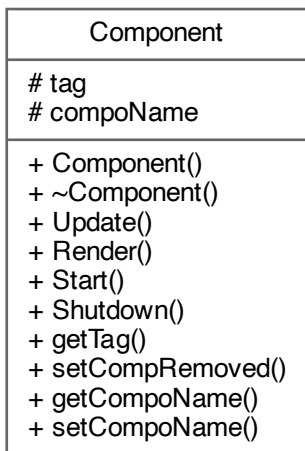 Component
# tag
# compoName
+ Component()
+ ~Component()
+ Update()
+ Render()
+ Start()
+ Shutdown()
+ getTag()
+ setCompRemoved()
+ getCompoName()
+ setCompoName()